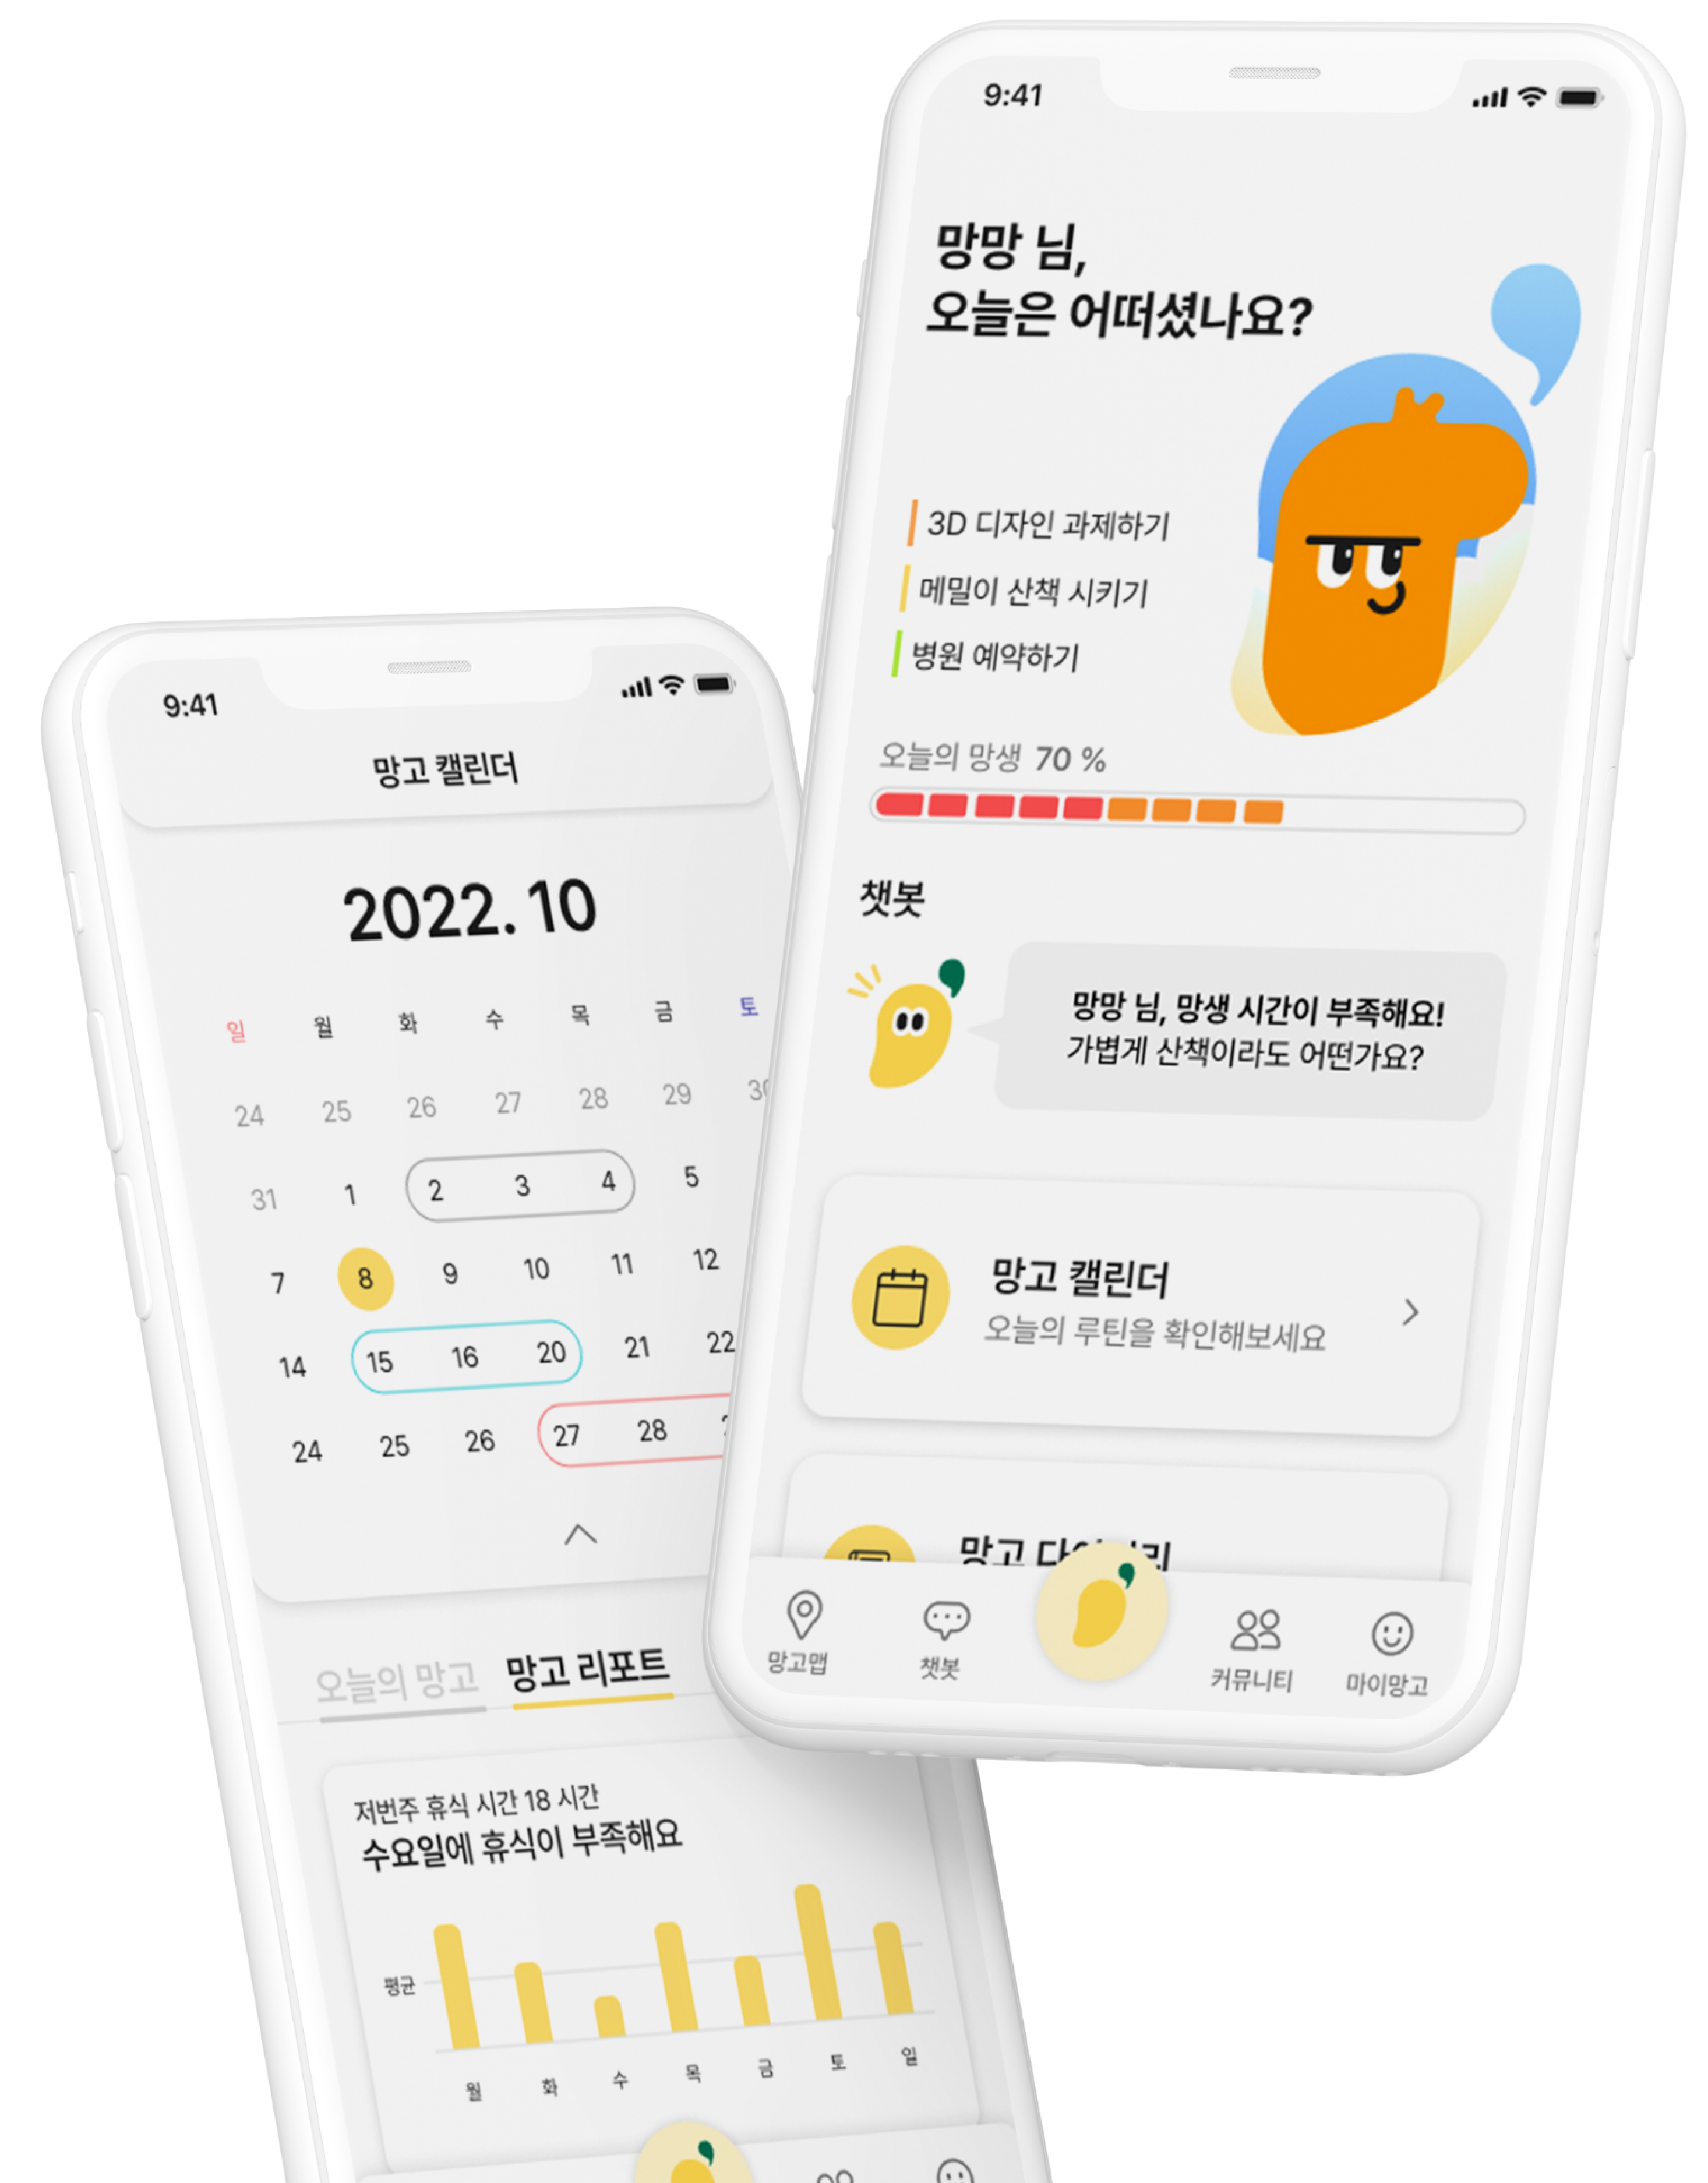 9:41
망망 님,
오늘은 어떠셨나요?
3D 디자인 과제하기
메밀이 산책 시키기
병원 예약하기
오늘의 망생 70 %
챗봇
망망 님, 망생 시간이 부족해요!
가볍게 산책이라도 어떤가요?
망고 캘린더
오늘의 루틴을 확인해보세요
망고
망고맵 챗봇 커뮤니티 마이망고
9:41
망고 캘린더
2022. 10
일 월 화 수 목 금 토
24 25 26 27 28 29 30
31 1 2 3 4 5
7 8 9 10 11 12
14 15 16 20 21 22
24 25 26 27 28
오늘의 망고 망고 리포트
저번주 휴식 시간 18 시간
수요일에 휴식이 부족해요
평균
월 화 수 목 금 토 일